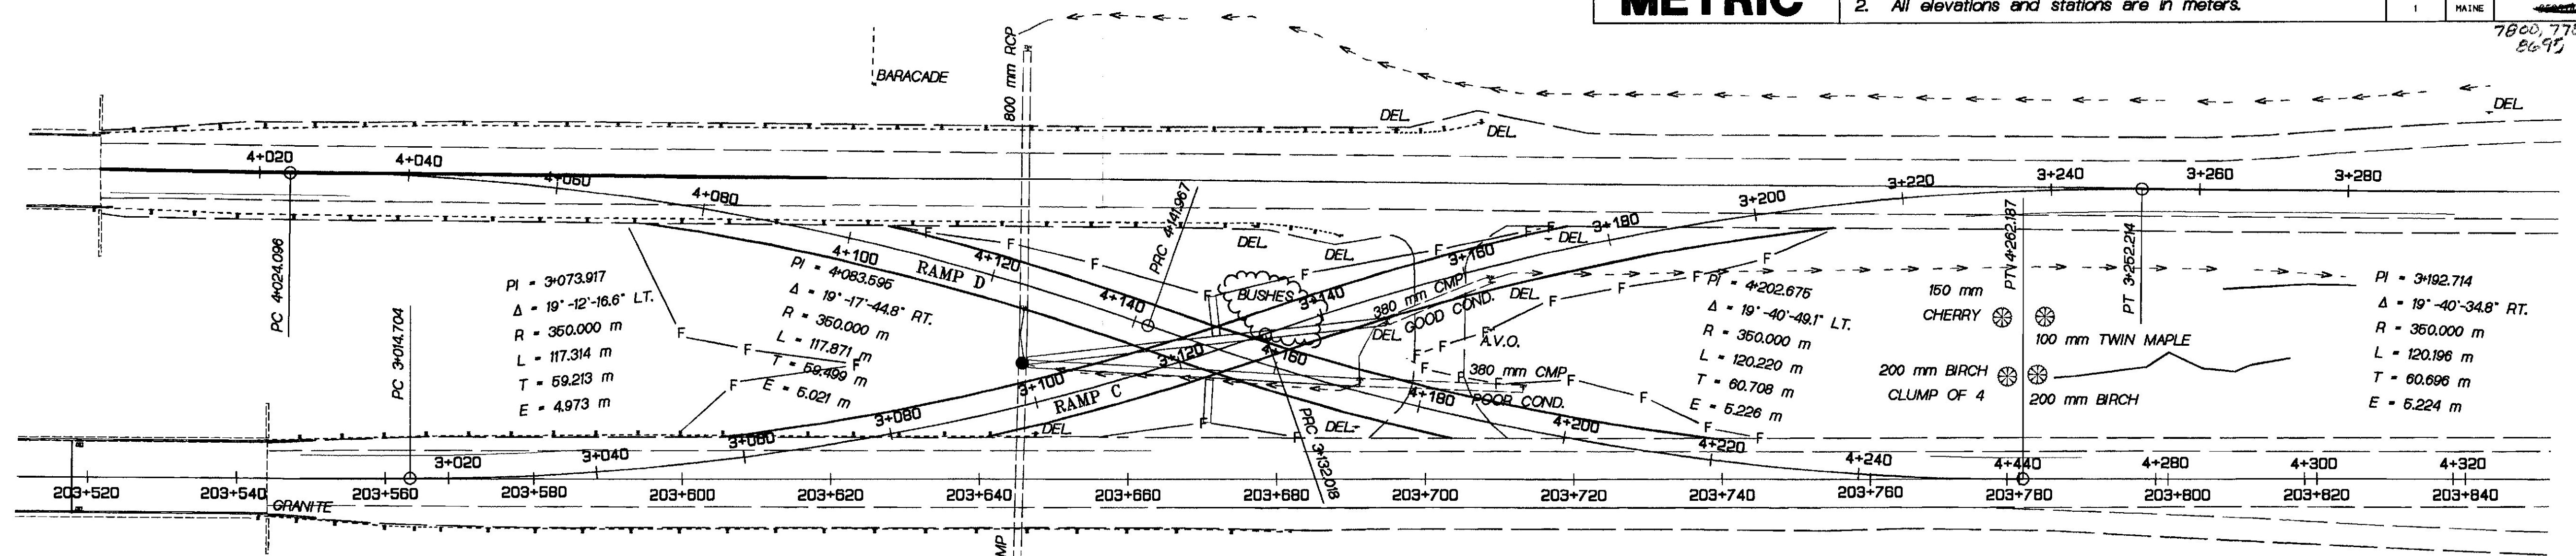 METRIC
2. All elevations and stations are in meters.
1
MAINE
BARACADE
800 mm RCP
DEL.
DEL.
DEL.
4+020
4+040
4+060
4+080
4+100
4+120
4+140
4+160
4+180
4+200
4+220
4+240
4+440
4+280
4+300
4+320
3+020
3+040
3+060
3+080
3+100
3+120
3+140
3+160
3+180
3+200
3+220
3+240
3+260
3+280
PC 4+024.096
PC 3+014.704
PRC 4+141.967
PRC 3+132.018
PT 4+262.187
PT 3+252.214
RAMP D
RAMP C
PI = 3+073.917
Δ = 19°-12'-16.6" LT.
R = 350.000 m
L = 117.314 m
T = 59.213 m
E = 4.973 m
PI = 4+083.595
Δ = 19°-17'-44.8" RT.
R = 350.000 m
L = 117.871 m
T = 59.499 m
E = 5.021 m
DEL.
DEL.
DEL.
BUSHES
380 mm CMP
GOOD COND.
DEL.
DEL.
A.V.O.
380 mm CMP
POOR COND.
DEL.
DEL.
PI = 4+202.675
Δ = 19°-40'-49.1" LT.
R = 350.000 m
L = 120.220 m
T = 60.708 m
E = 5.226 m
150 mm
CHERRY
100 mm TWIN MAPLE
200 mm BIRCH
CLUMP OF 4
200 mm BIRCH
PI = 3+192.714
Δ = 19°-40'-34.8" RT.
R = 350.000 m
L = 120.196 m
T = 60.696 m
E = 5.224 m
F F F F F F F F F F F F F F F F F F F F F F F F
203+520
203+540
203+560
203+580
203+600
203+620
203+640
203+660
203+680
203+700
203+720
203+740
203+760
203+780
203+800
203+820
203+840
GRANITE